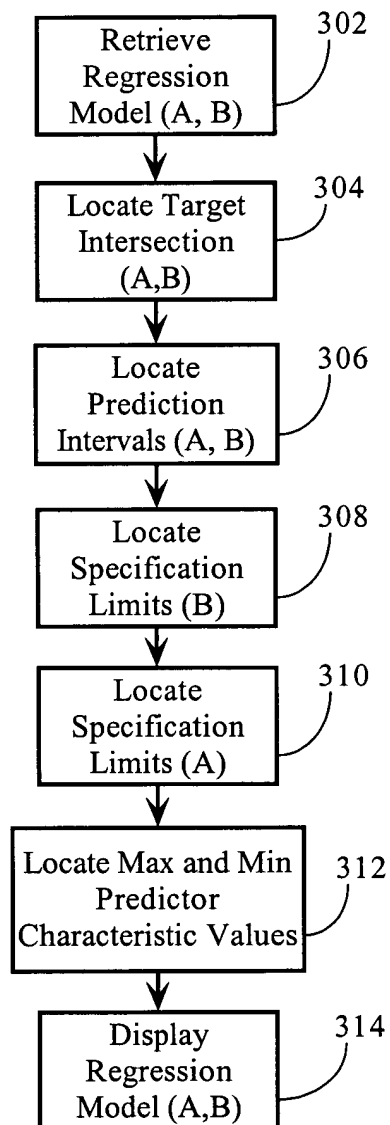 302
Retrieve
Regression
Model (A, B)
304
Locate Target
Intersection
(A,B)
306
Locate
Prediction
Intervals (A, B)
308
Locate
Specification
Limits (B)
310
Locate
Specification
Limits (A)
312
Locate Max and Min
Predictor
Characteristic Values
314
Display
Regression
Model (A,B)